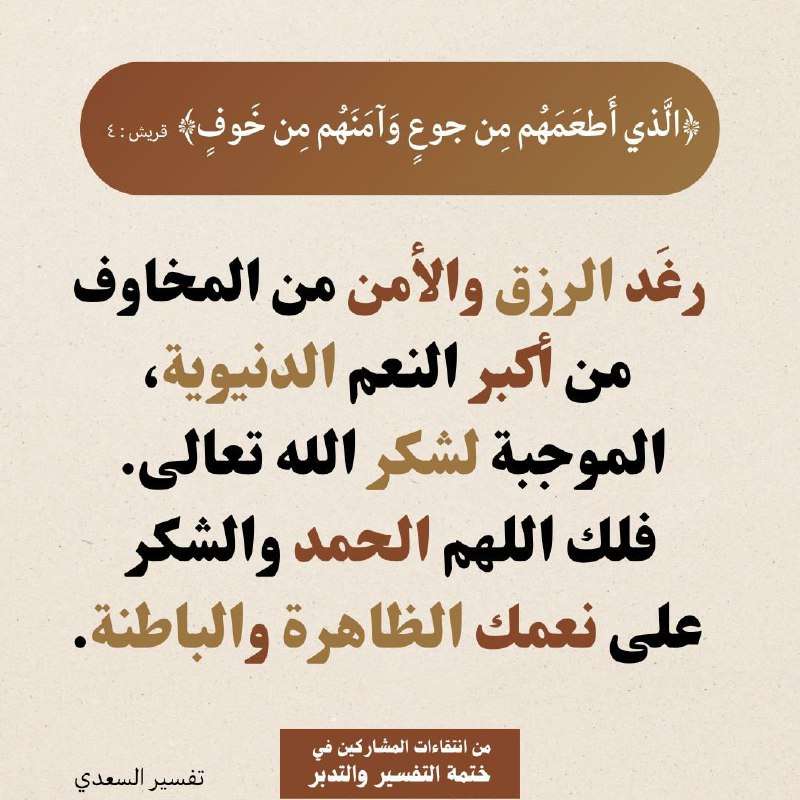 ﴿الَّذي أَطعَمَهُم مِن جوعٍ وَآمَنَهُم مِن خَوفٍ﴾ قريش: ٤
رغَد الرزق والأمن من المخاوف
من أكبر النعم الدنيوية،
الموجبة لشكر الله تعالى.
فلك اللهم الحمد والشكر
على نعمك الظاهرة والباطنة.
من انتقاءات المشاركين في
ختمة التفسير والتدبر
تفسير السعدي